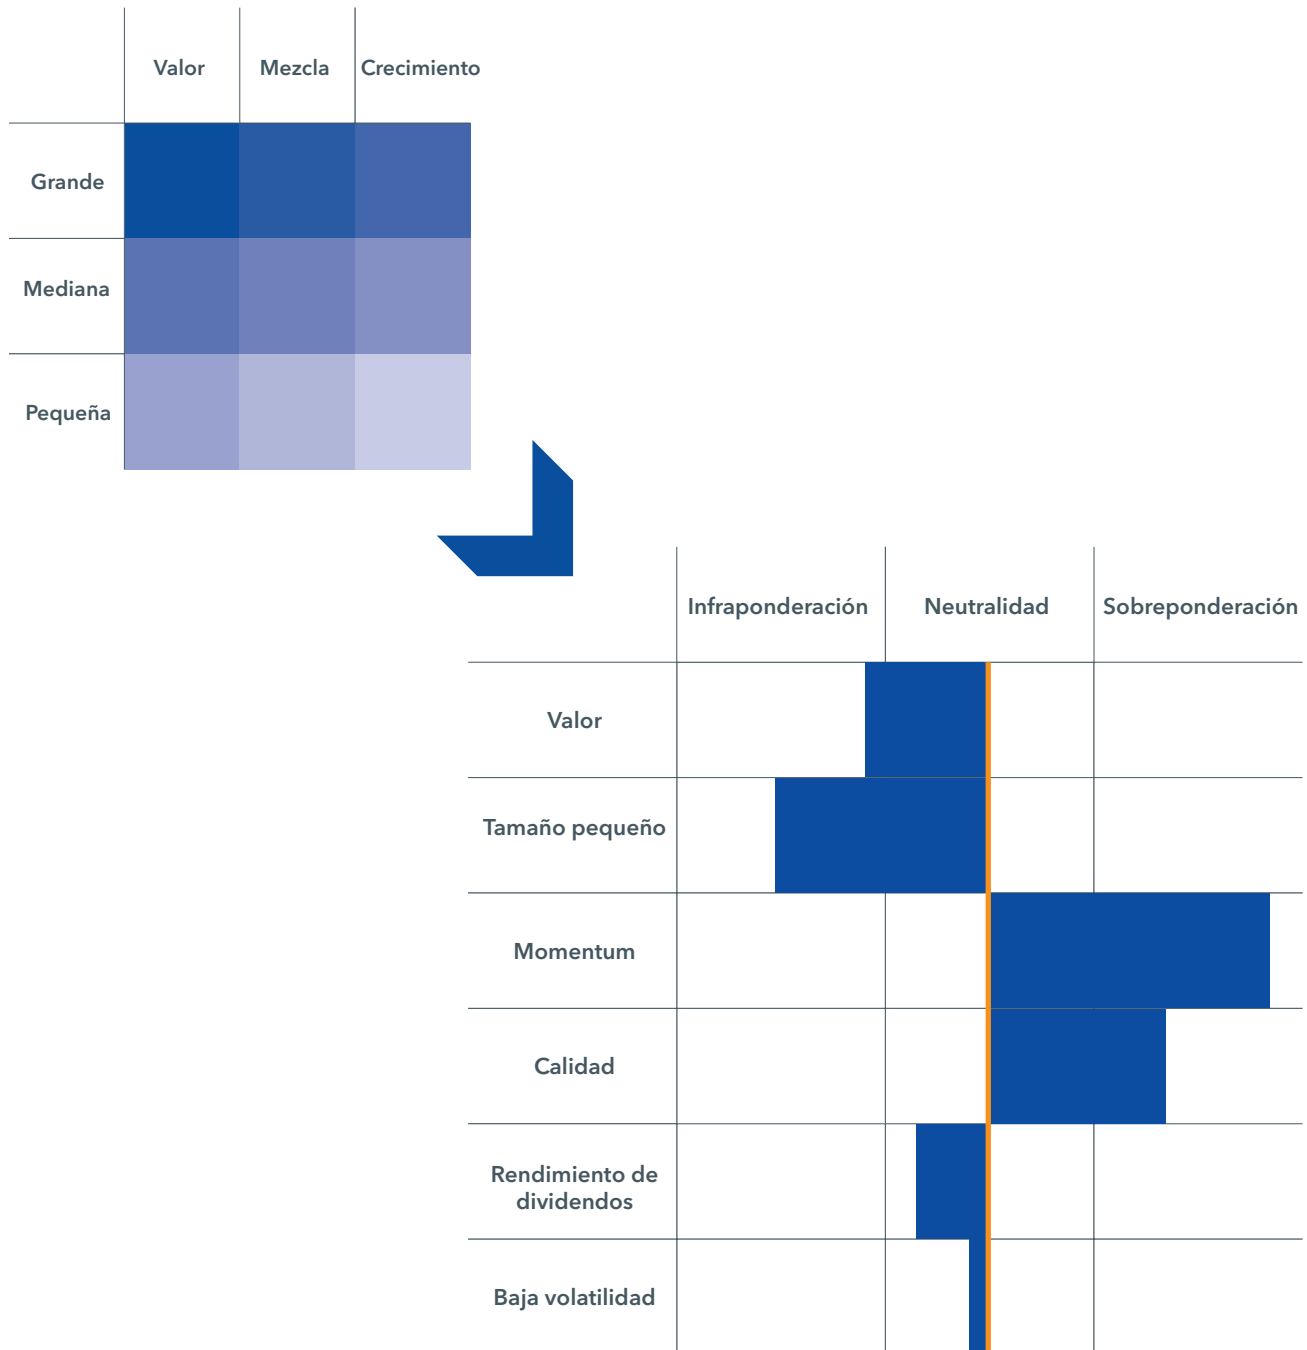 Valor
Mezcla
Crecimiento
Grande
Mediana
Pequeña
Infraponderación
Neutralidad
Sobreponderación
Valor
Tamaño pequeño
Momentum
Calidad
Rendimiento de
dividendos
Baja volatilidad